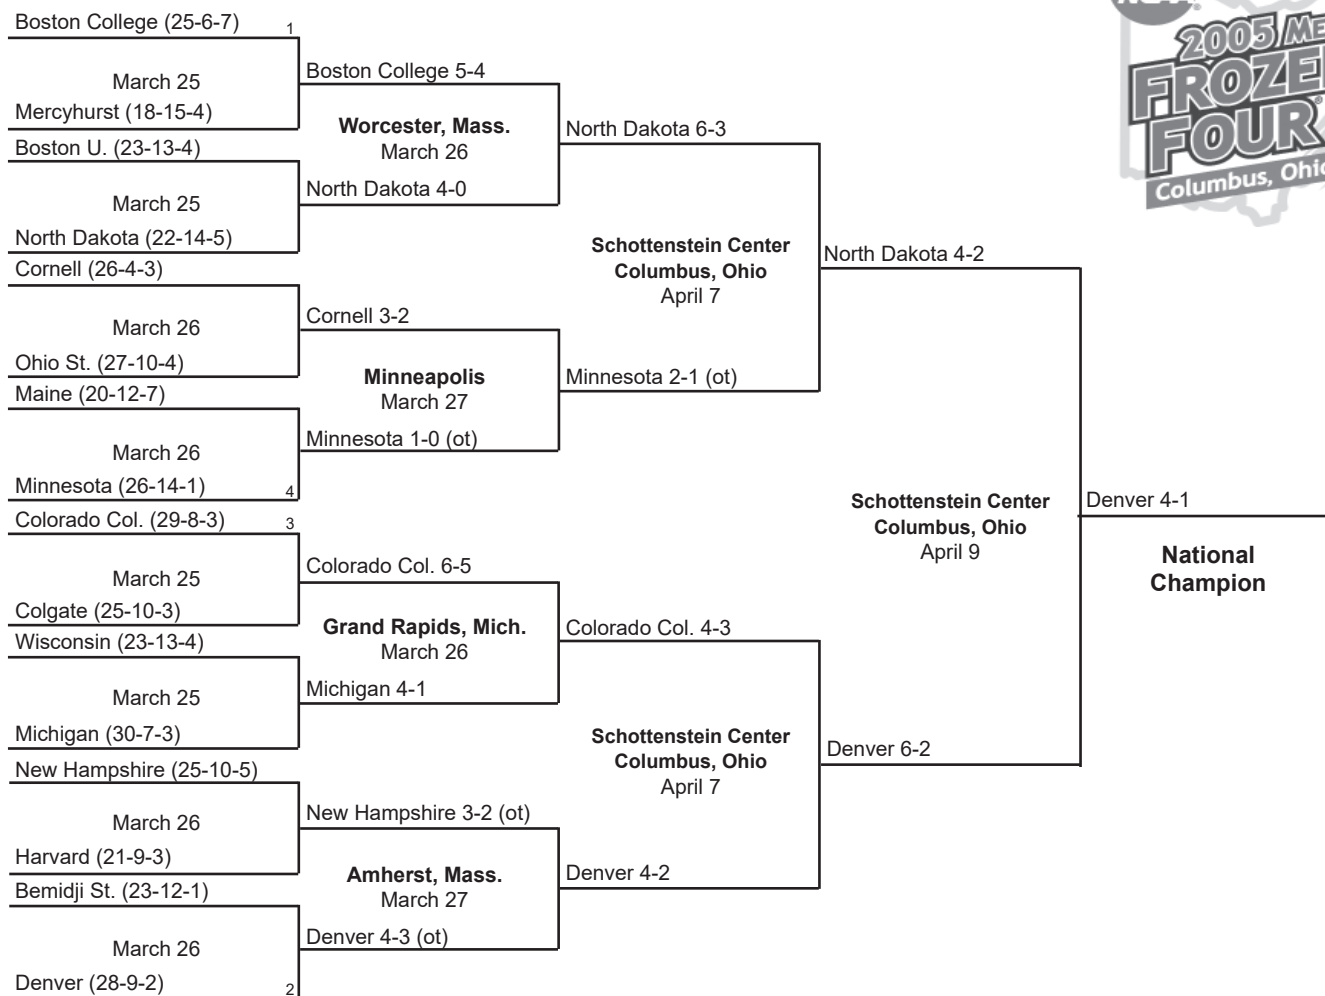 Boston College (25-6-7) 1
March 25
Mercyhurst (18-15-4)
Boston U. (23-13-4)
March 25
North Dakota (22-14-5)
Cornell (26-4-3)
March 26
Ohio St. (27-10-4)
Maine (20-12-7)
March 26
Minnesota (26-14-1) 4
Colorado Col. (29-8-3) 3
March 25
Colgate (25-10-3)
Wisconsin (23-13-4)
March 25
Michigan (30-7-3)
New Hampshire (25-10-5)
March 26
Harvard (21-9-3)
Bemidji St. (23-12-1)
March 26
Denver (28-9-2) 2
Boston College 5-4
Worcester, Mass.
March 26
North Dakota 4-0
Cornell 3-2
Minneapolis
March 27
Minnesota 1-0 (ot)
Colorado Col. 6-5
Grand Rapids, Mich.
March 26
Michigan 4-1
New Hampshire 3-2 (ot)
Amherst, Mass.
March 27
Denver 4-3 (ot)
North Dakota 6-3
Schottenstein Center
Columbus, Ohio
April 7
Minnesota 2-1 (ot)
Colorado Col. 4-3
Schottenstein Center
Columbus, Ohio
April 7
Denver 4-2
North Dakota 4-2
Schottenstein Center
Columbus, Ohio
April 9
Denver 6-2
Denver 4-1
National
Champion
2005 ME
FROZE
FOUR
Columbus, Ohio